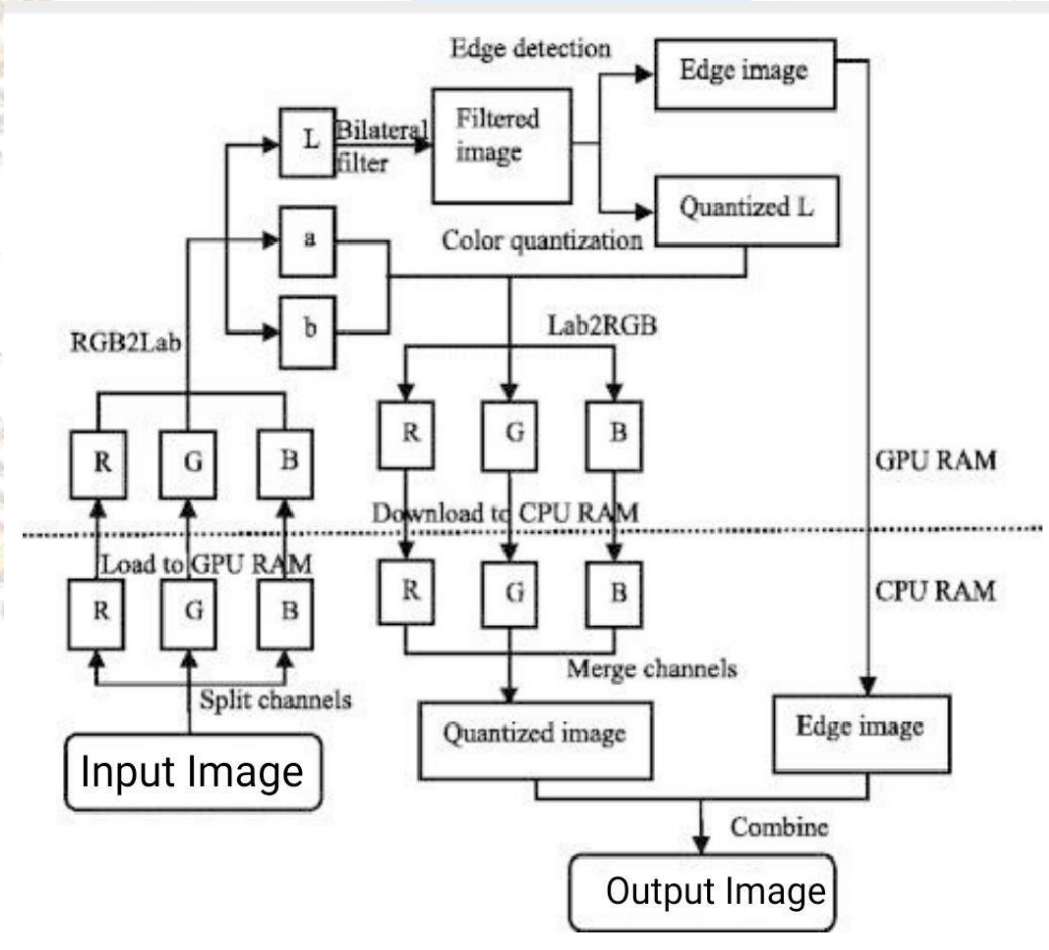 Edge detection
Edge image
L
Bilateral
filter
Filtered
image
Quantized L
a
Color quantization
b
RGB2Lab
Lab2RGB
R
G
B
R
G
B
GPU RAM
Download to CPU RAM
Load to GPU RAM
R
G
B
R
G
B
CPU RAM
Merge channels
Split channels
Quantized image
Edge image
Input Image
Combine
Output Image